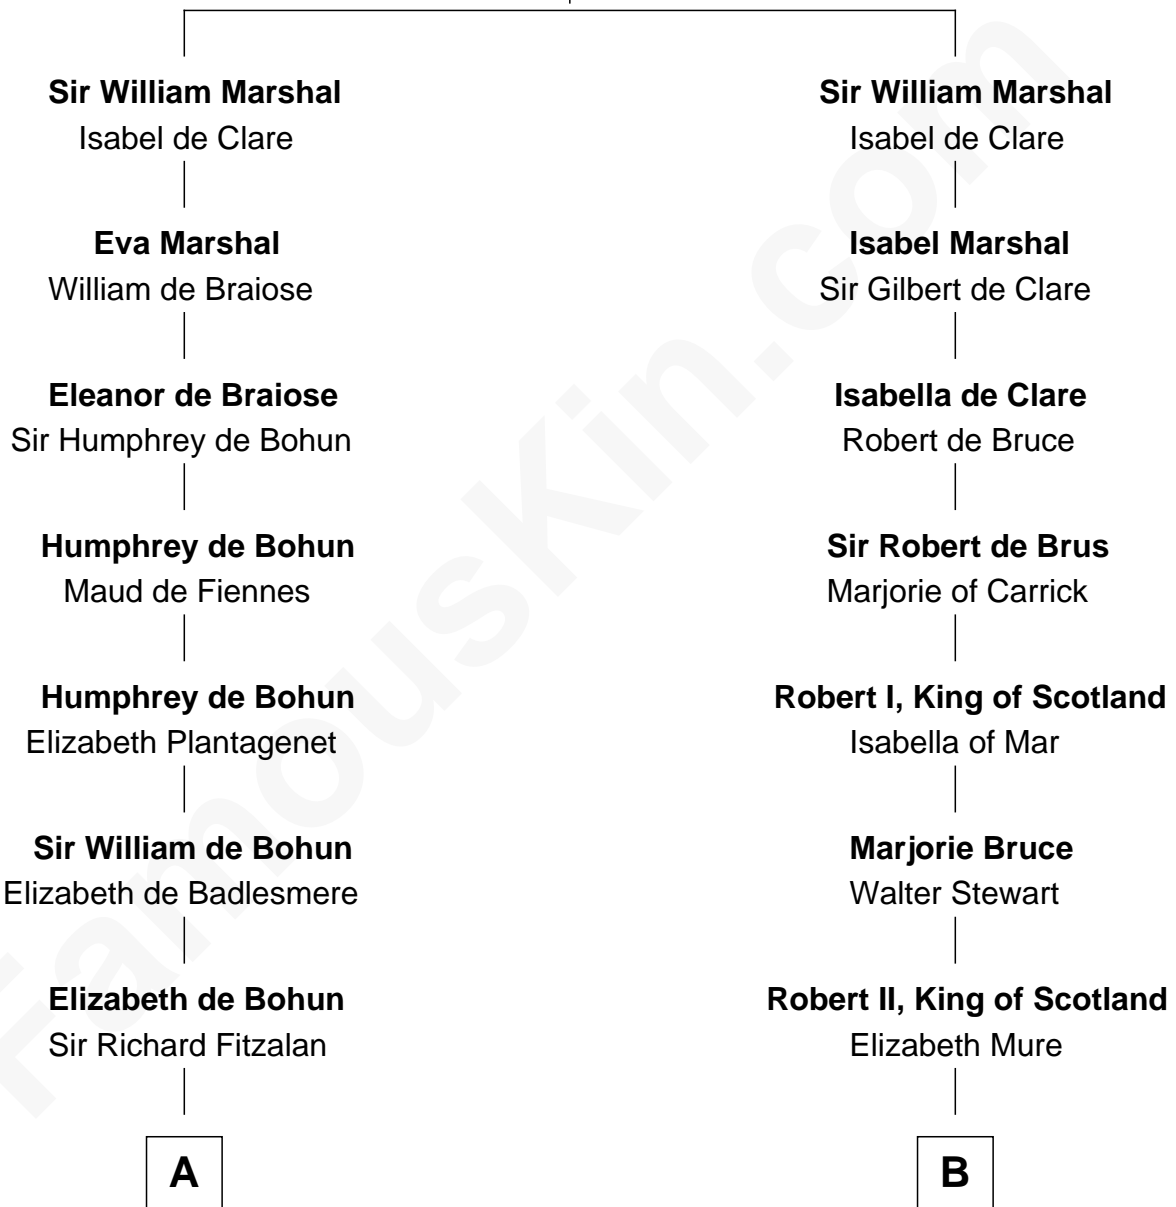 Sir William Marshal
Isabel de Clare
Eva Marshal
William de Braiose
Eleanor de Braiose
Sir Humphrey de Bohun
Humphrey de Bohun
Maud de Fiennes
Humphrey de Bohun
Elizabeth Plantagenet
Sir William de Bohun
Elizabeth de Badlesmere
Elizabeth de Bohun
Sir Richard Fitzalan
A
Sir William Marshal
Isabel de Clare
Isabel Marshal
Sir Gilbert de Clare
Isabella de Clare
Robert de Bruce
Sir Robert de Brus
Marjorie of Carrick
Robert I, King of Scotland
Isabella of Mar
Marjorie Bruce
Walter Stewart
Robert II, King of Scotland
Elizabeth Mure
B
FamousKin.com